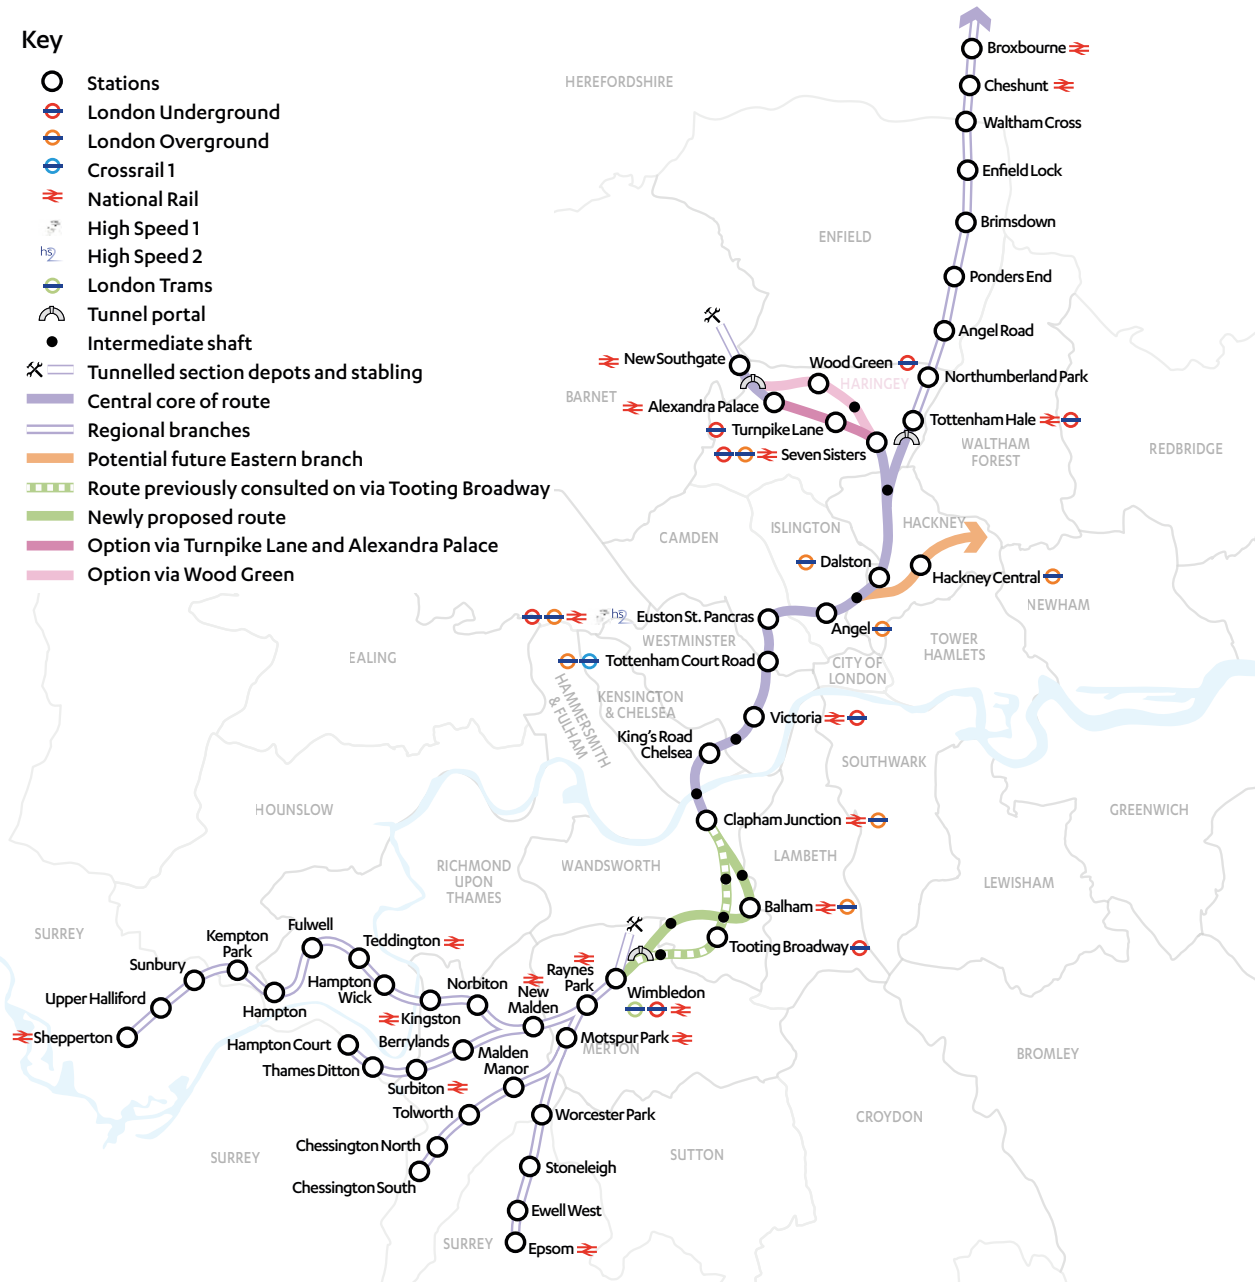 Key
Stations
London Underground
London Overground
Crossrail 1
National Rail
High Speed 1
hs2
High Speed 2
London Trams
Tunnel portal
Intermediate shaft
Tunnelled section depots and stabling
Central core of route
Regional branches
Potential future Eastern branch
Route previously consulted on via Tooting Broadway
Newly proposed route
Option via Turnpike Lane and Alexandra Palace
Option via Wood Green
HEREFORDSHIRE
Broxbourne
Cheshunt
Waltham Cross
Enfield Lock
Brimsdown
ENFIELD
Ponders End
Angel Road
New Southgate
Wood Green
Northumberland Park
HARINGEY
BARNET
Alexandra Palace
Tottenham Hale
Turnpike Lane
Seven Sisters
WALTHAM
FOREST
REDBRIDGE
CAMDEN
ISLINGTON
HACKNEY
Dalston
Hackney Central
NEWHAM
hs2
Euston St. Pancras
Angel
WESTMINSTER
TOWER
HAMLETS
EALING
Tottenham Court Road
CITY OF
LONDON
HAMMERSMITH
& FULHAM
KENSINGTON
& CHELSEA
Victoria
King's Road
Chelsea
SOUTHWARK
HOUNSLOW
GREENWICH
Clapham Junction
RICHMOND
UPON
THAMES
WANDSWORTH
LAMBETH
LEWISHAM
Balham
SURREY
Tooting Broadway
Fulwell
Kempton
Park
Teddington
Sunbury
Hampton
Wick
Norbiton
Raynes
Park
New
Malden
Wimbledon
Upper Halliford
Hampton
Kingston
Shepperton
Hampton Court
Berrylands
Motspur Park
MERTON
Malden
Manor
Thames Ditton
Surbiton
BROMLEY
Tolworth
Worcester Park
CROYDON
Chessington North
SURREY
SUTTON
Stoneleigh
Chessington South
Ewell West
SURREY
Epsom